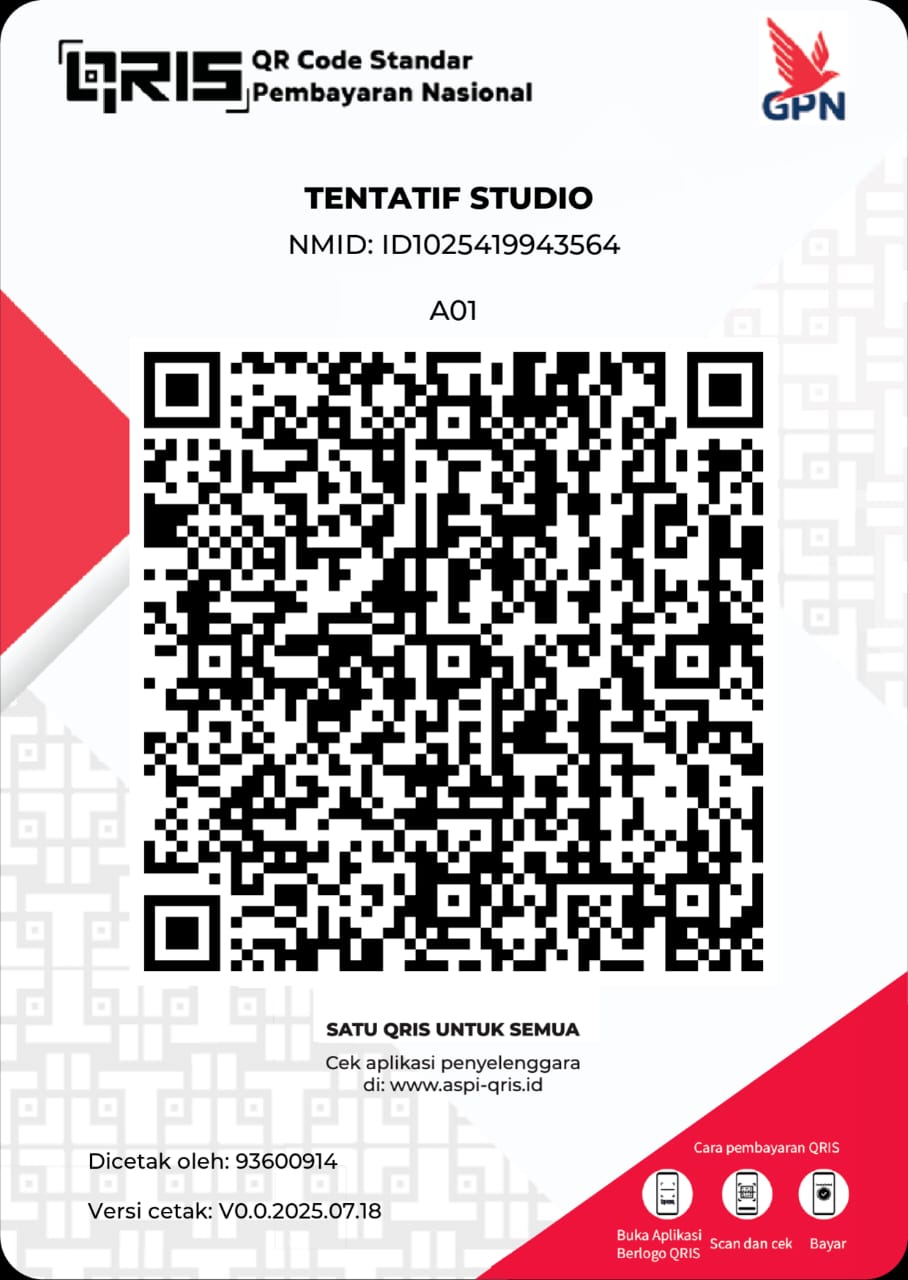 QRIS
QR Code Standar
Pembayaran Nasional
GPN
TENTATIF STUDIO
NMID: ID1025419943564
A01
SATU QRIS UNTUK SEMUA
Cek aplikasi penyelenggara
di: www.aspi-qris.id
Dicetak oleh: 93600914
Versi cetak: V0.0.2025.07.18
Cara pembayaran QRIS
Buka Aplikasi
Berlogo QRIS
Scan dan cek
Bayar